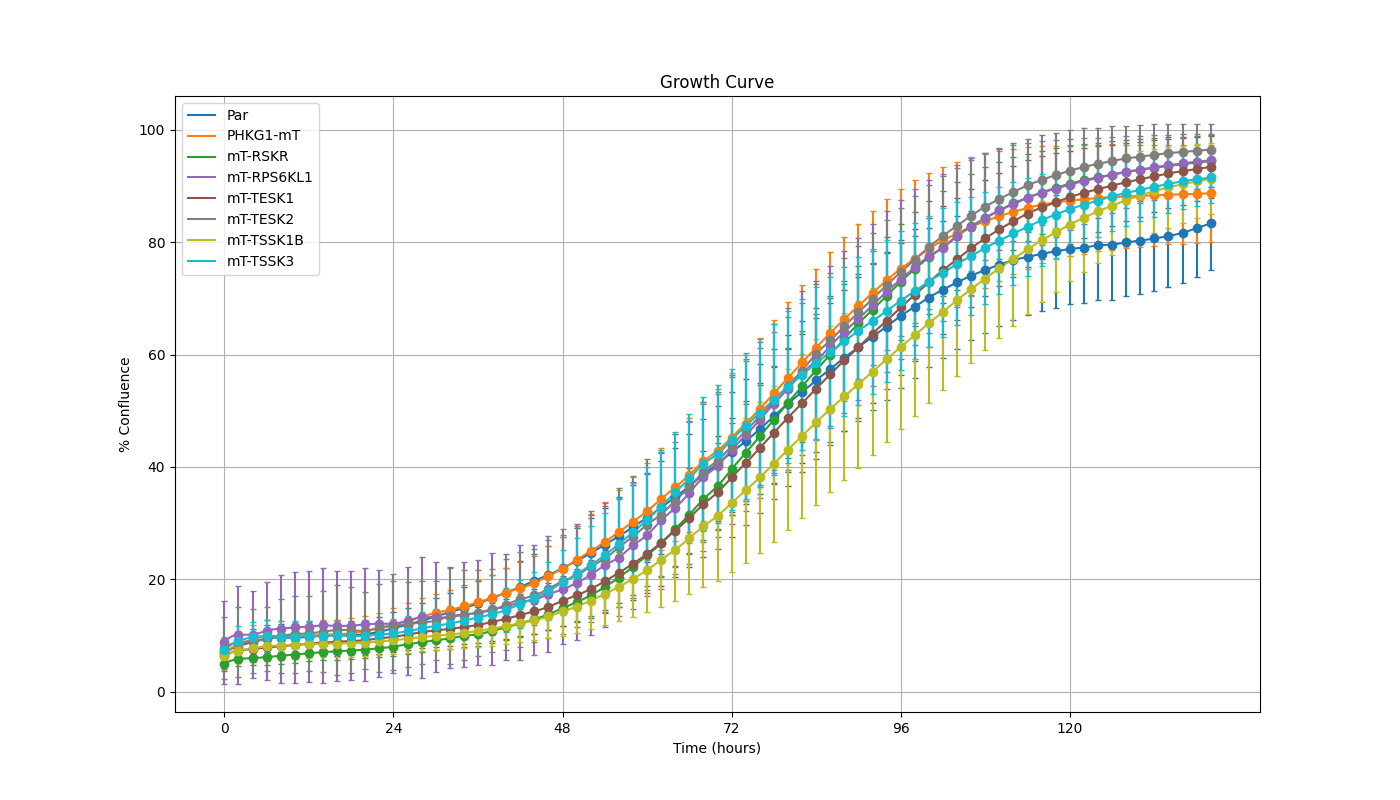 Growth Curve
Par
PHKG1-mT
mT-RSKR
mT-RPS6KL1
mT-TESK1
mT-TESK2
mT-TSSK1B
mT-TSSK3
100
80
60
40
20
0
% Confluence
0 24 48 72 96 120
Time (hours)